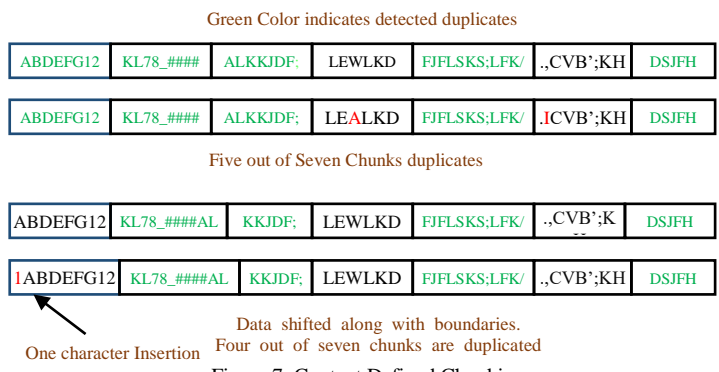 Green Color indicates detected duplicates
ABDEFG12 KL78_#### ALKKJDF; LEWLKD FJFLSKS;LFK/ .,CVB’;KH DSJFH
ABDEFG12 KL78_#### ALKKJDF; LEALKD FJFLSKS;LFK/ .ICVB’;KH DSJFH
Five out of Seven Chunks duplicates
ABDEFG12 KL78_####AL KKJDF; LEWLKD FJFLSKS;LFK/ .,CVB’;K DSJFH
1ABDEFG12 KL78_####AL KKJDF; LEWLKD FJFLSKS;LFK/ .,CVB’;KH DSJFH
Data shifted along with boundaries.
One character Insertion Four out of seven chunks are duplicated